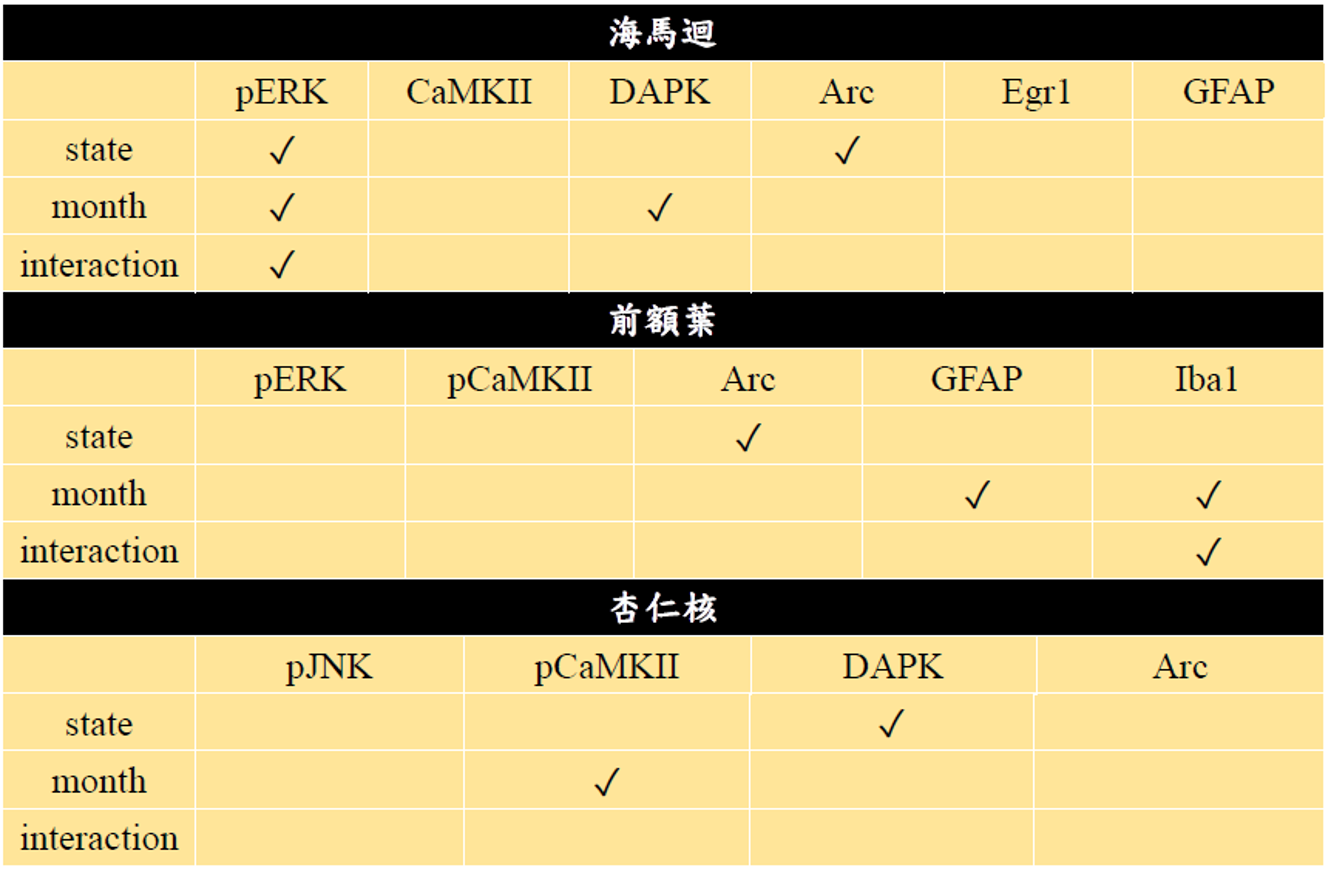 海馬迴
pERK CaMKII DAPK Arc Egr1 GFAP
state ✓ ✓
month ✓ ✓
interaction ✓
前額葉
pERK pCaMKII Arc GFAP Iba1
state ✓
month ✓ ✓
interaction ✓
杏仁核
pJNK pCaMKII DAPK Arc
state ✓
month ✓
interaction